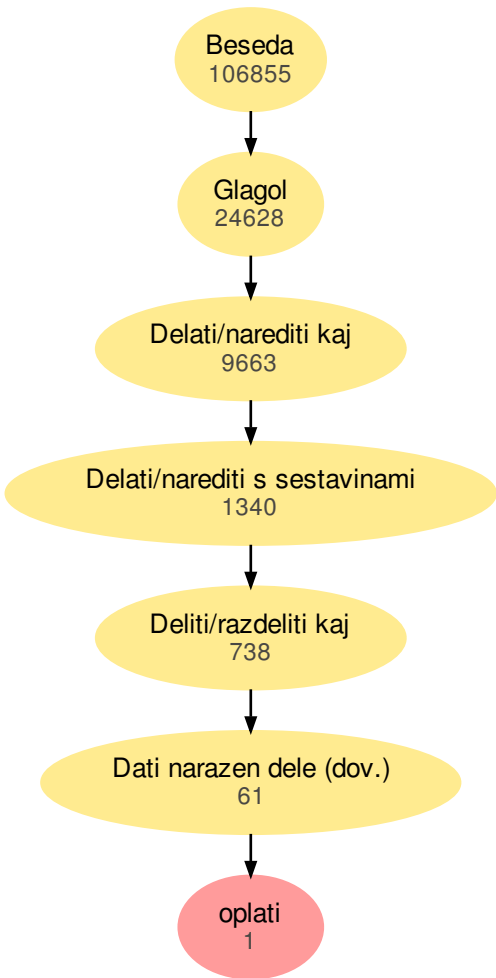 Beseda
106855
Glagol
24628
Delati/narediti kaj
9663
Delati/narediti s sestavinami
1340
Deliti/razdeliti kaj
738
Dati narazen dele (dov.)
61
oplati
1